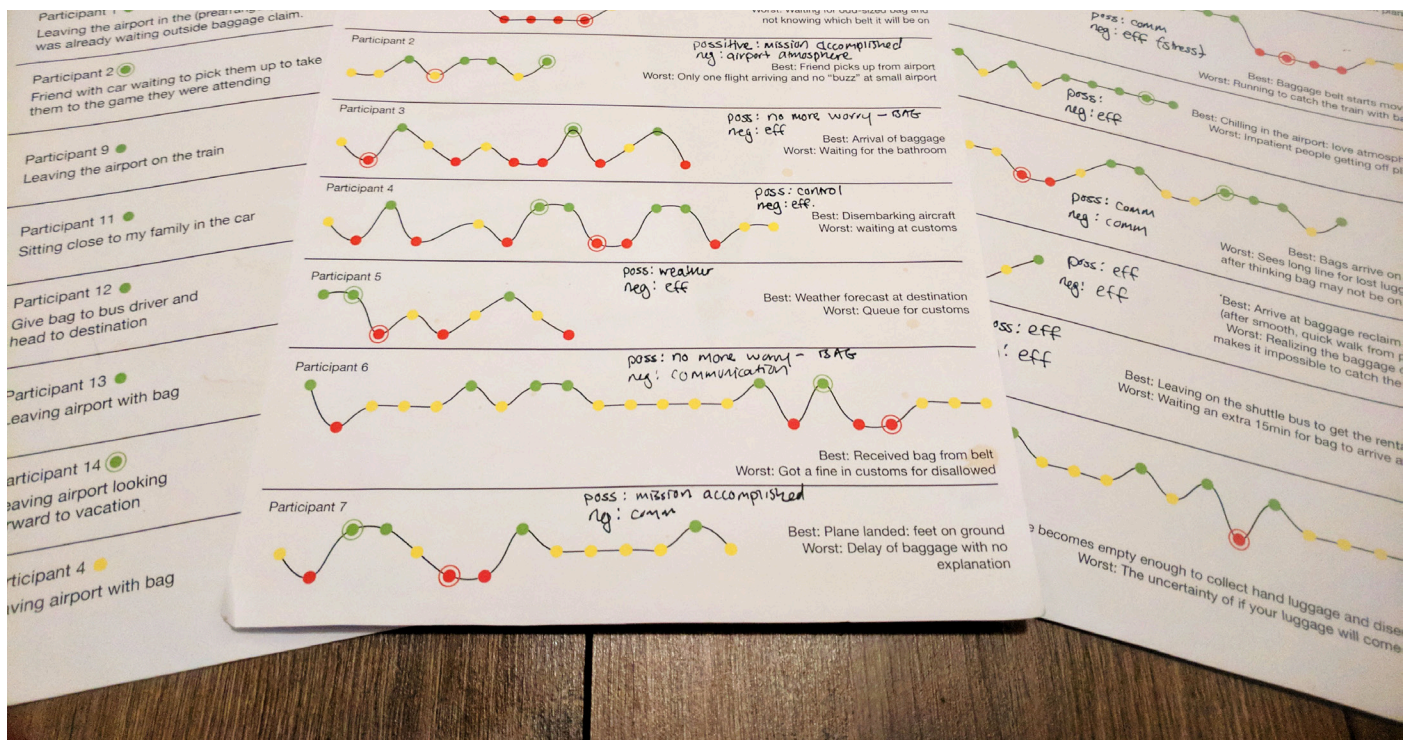 Participant 1
Leaving the airport in the
was already waiting outside baggage claim.
Participant 2
Friend with car waiting to pick them up to take
them to the game they were attending
Participant 9
Leaving the airport on the train
Participant 11
Sitting close to my family in the car
Participant 12
Give bag to bus driver and
head to destination
Participant 13
eaving airport with bag
articipant 14
eaving airport looking
rward to vacation
rticipant 4
ving airport with bag
Worst: Waiting for odd-sized bag and
not knowing which belt it will be on
Participant 2
possitive: mission accomplished
neg: airport atmosphere
Best: Friend picks up from airport
Worst: Only one flight arriving and no "buzz" at small airport
Participant 3
poss: no more worry - BAG
neg: eff
Best: Arrival of baggage
Worst: Waiting for the bathroom
Participant 4
poss: control
neg: eff.
Best: Disembarking aircraft
Worst: waiting at customs
Participant 5
poss: weather
neg: eff
Best: Weather forecast at destination
Worst: Queue for customs
Participant 6
poss: no more worry - BAG
neg: communication
Best: Received bag from belt
Worst: Got a fine in customs for disallowed
Participant 7
poss: mission accomplished
neg: comm
Best: Plane landed; feet on ground
Worst: Delay of baggage with no
explanation
poss: comm
neg: eff (stress)
Best: Baggage belt starts mov
Worst: Running to catch the train with b
poss:
neg: eff
Best: Chilling in the airport: love atmosph
Worst: Impatient people getting off pl
poss: comm
neg: comm
Best: Bags arrive on
Worst: Sees long line for lost lugg
after thinking bag may not be on
poss: eff
neg: eff
*Best: Arrive at baggage reclaim
(after smooth, quick walk from p
Worst: Realizing the baggage
makes it impossible to catch the
oss: eff
: eff
Best: Leaving on the shuttle bus to get the renta
Worst: Waiting an extra 15min for bag to arrive a
e becomes empty enough to collect hand luggage and dise
Worst: The uncertainty of if your luggage will come